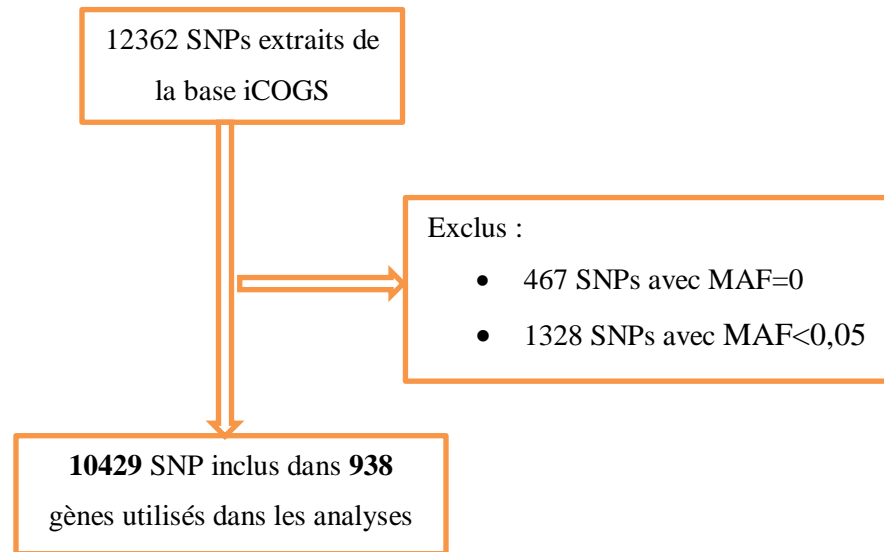 12362 SNPs extraits de
la base iCOGS
Exclus :
• 467 SNPs avec MAF=0
• 1328 SNPs avec MAF<0,05
10429 SNP inclus dans 938
gènes utilisés dans les analyses